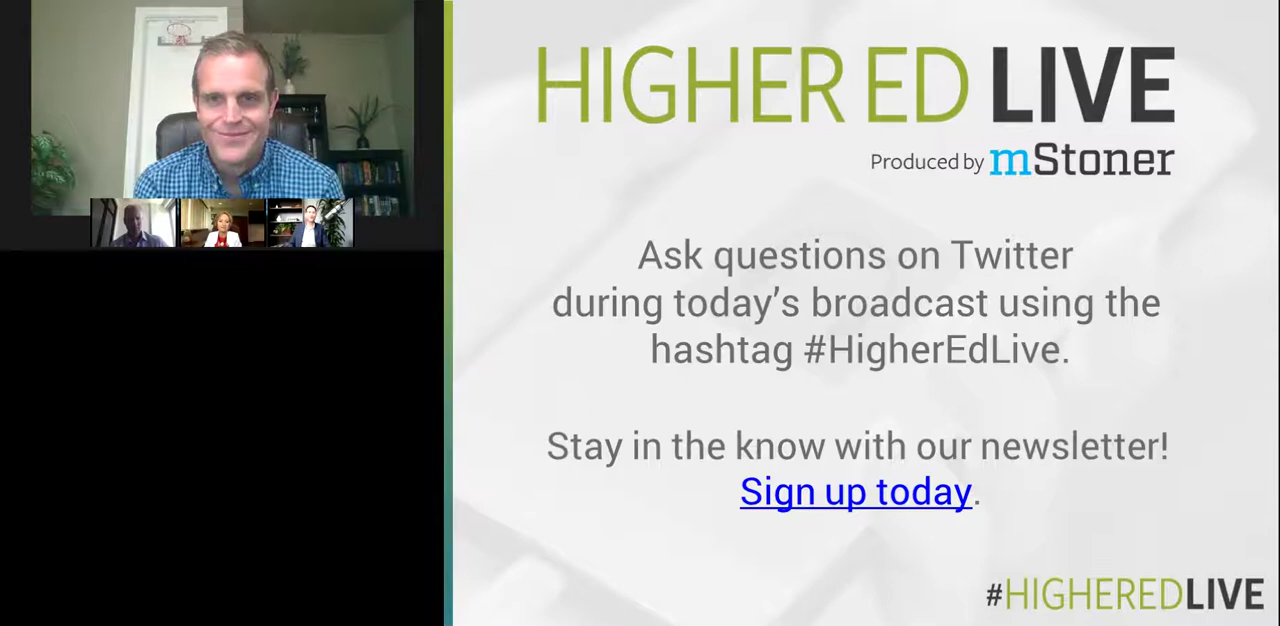 HIGHER ED LIVE
Produced by mStoner
Ask questions on Twitter
during today's broadcast using the
hashtag #HigherEdLive.
Stay in the know with our newsletter!
Sign up today.
#HIGHEREDLIVE